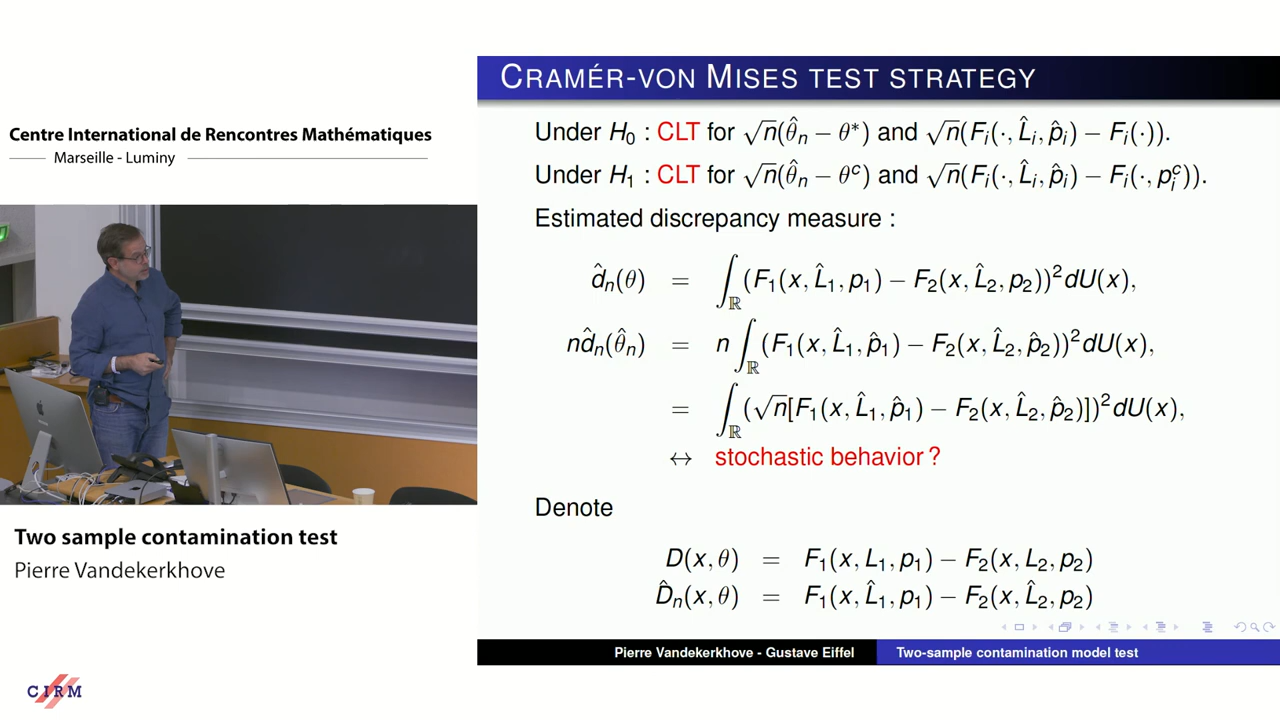 Centre International de Rencontres Mathématiques
Marseille - Luminy
Two sample contamination test
Pierre Vandekerkhove
CIRM
CRAMÉR-VON MISES TEST STRATEGY
Under H₀ : CLT for √n(θ̂ₙ − θ*) and √n(Fᵢ(·, L̂ᵢ, p̂ᵢ) − Fᵢ(·)).
Under H₁ : CLT for √n(θ̂ₙ − θᶜ) and √n(Fᵢ(·, L̂ᵢ, p̂ᵢ) − Fᵢ(·, pᵢᶜ)).
Estimated discrepancy measure :
d̂ₙ(θ) = ∫_ℝ (F₁(x, L̂₁, p₁) − F₂(x, L̂₂, p₂))² dU(x),
nd̂ₙ(θ̂ₙ) = n ∫_ℝ (F₁(x, L̂₁, p̂₁) − F₂(x, L̂₂, p̂₂))² dU(x),
= ∫_ℝ (√n[F₁(x, L̂₁, p̂₁) − F₂(x, L̂₂, p̂₂)])² dU(x),
↔ stochastic behavior ?
Denote
D(x, θ) = F₁(x, L₁, p₁) − F₂(x, L₂, p₂)
D̂ₙ(x, θ) = F₁(x, L̂₁, p₁) − F₂(x, L̂₂, p₂)
Pierre Vandekerkhove - Gustave Eiffel Two-sample contamination model test